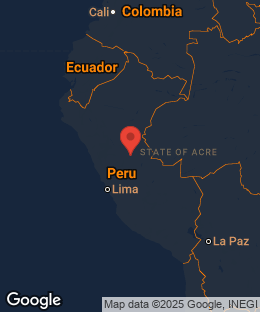 Cali
Colombia
Ecuador
STATE OF ACRE
Peru
Lima
La Paz
Google
Map data ©2025 Google, INEGI